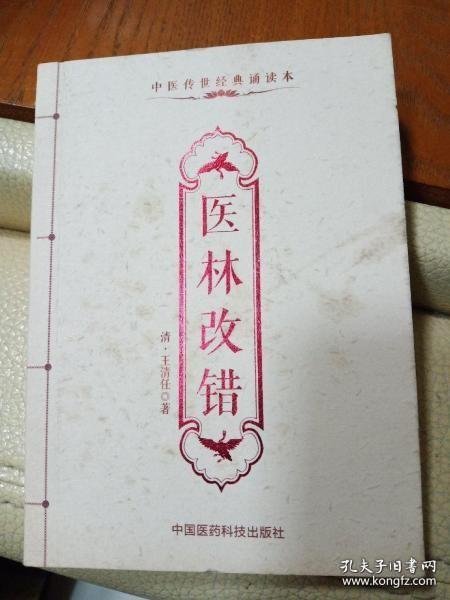 中医传世经典诵读本
医林改错
清·王清任◎著
中国医药科技出版社
孔夫子旧书网
www.kongfz.com